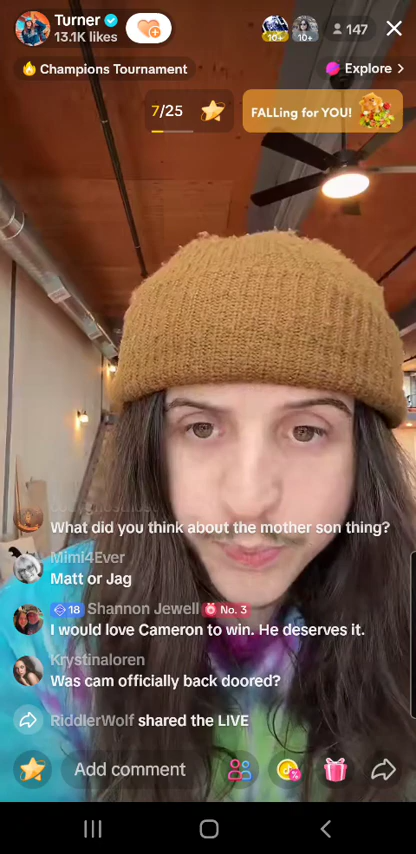 Turner
13.1K likes
10+
10+
147
Champions Tournament
Explore >
7/25
FALLing for YOU!
What did you think about the mother son thing?
Mimi4Ever
Matt or Jag
18 Shannon Jewell No. 3
I would love Cameron to win. He deserves it.
Krystinaloren
Was cam officially back doored?
RiddlerWolf shared the LIVE
Add comment